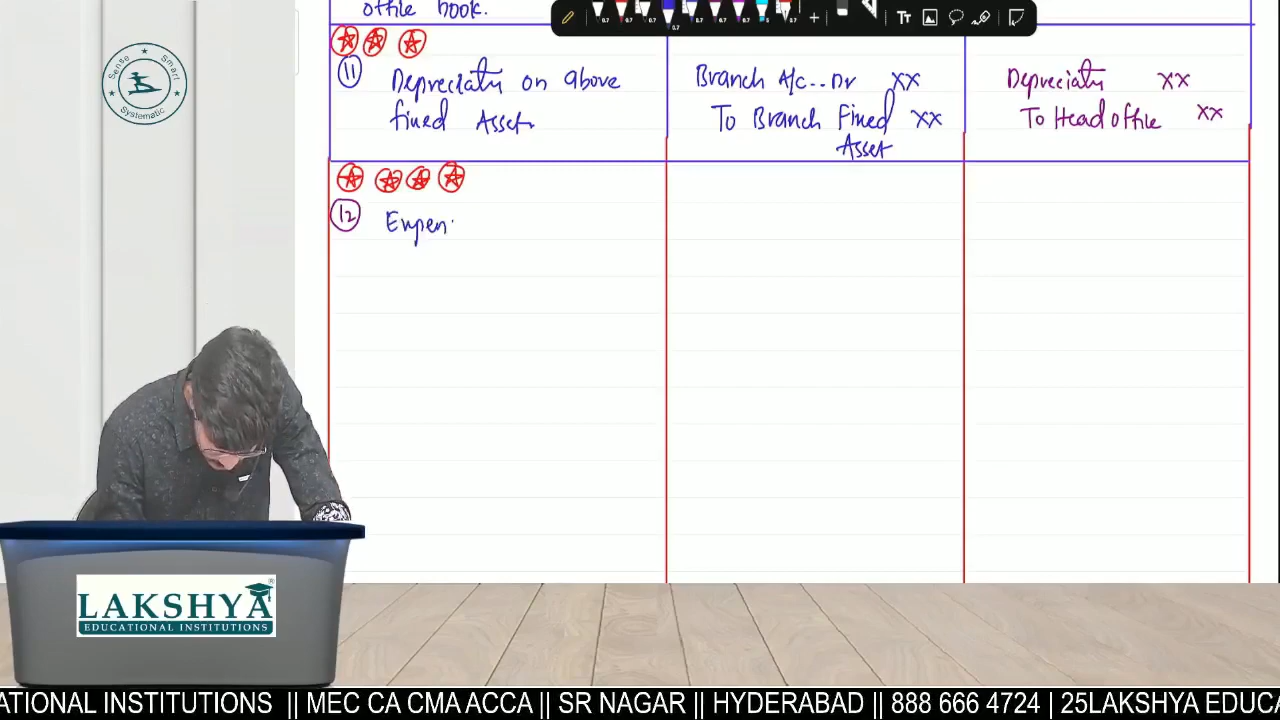 office book.
11 Depreciatn on above
fixed Asset.
Branch A/c..Dr xx
To Branch Fixed xx
Asset
Depreciatn xx
To Head office xx
12 Expen
Sense Smart
Systematic
LAKSHYA
EDUCATIONAL INSTITUTIONS
ATIONAL INSTITUTIONS || MEC CA CMA ACCA || SR NAGAR || HYDERABAD || 888 666 4724 | 25LAKSHYA EDUCA